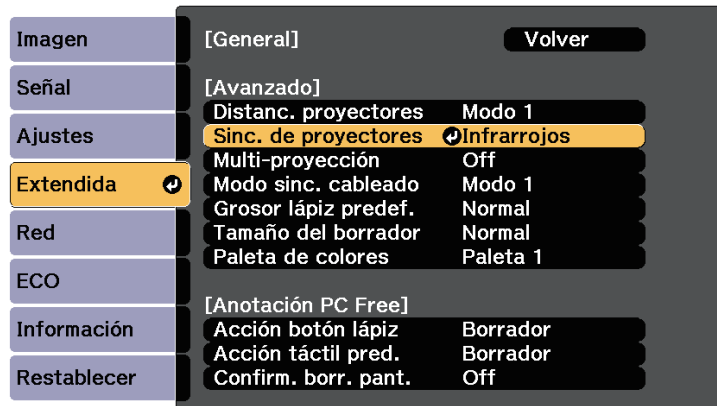 Imagen
Señal
Ajustes
Extendida
Red
ECO
Información
Restablecer
[General] Volver
[Avanzado]
Distanc. proyectores Modo 1
Sinc. de proyectores Infrarrojos
Multi-proyección Off
Modo sinc. cableado Modo 1
Grosor lápiz predef. Normal
Tamaño del borrador Normal
Paleta de colores Paleta 1
[Anotación PC Free]
Acción botón lápiz Borrador
Acción táctil pred. Borrador
Confirm. borr. pant. Off